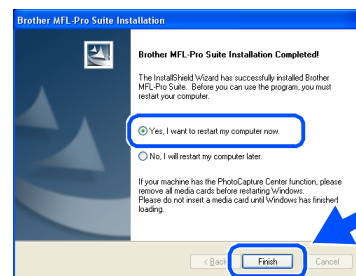 Brother MFL-Pro Suite Installation
Brother MFL-Pro Suite Installation Completed!
The InstallShield Wizard has successfully installed Brother
MFL-Pro Suite. Before you can use the program, you must
restart your computer.
Yes, I want to restart my computer now.
No, I will restart my computer later.
If your machine has the PhotoCapture Center function, please
remove all media cards before restarting Windows.
Please do not insert a media card until Windows has finished
loading.
< Back Finish Cancel